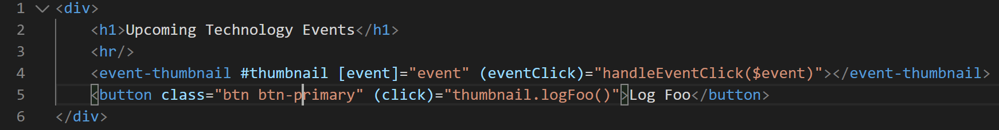 1 <div>
2 <h1>Upcoming Technology Events</h1>
3 <hr/>
4 <event-thumbnail #thumbnail [event]="event" (eventClick)="handleEventClick($event)"></event-thumbnail>
5 <button class="btn btn-primary" (click)="thumbnail.logFoo()">Log Foo</button>
6 </div>